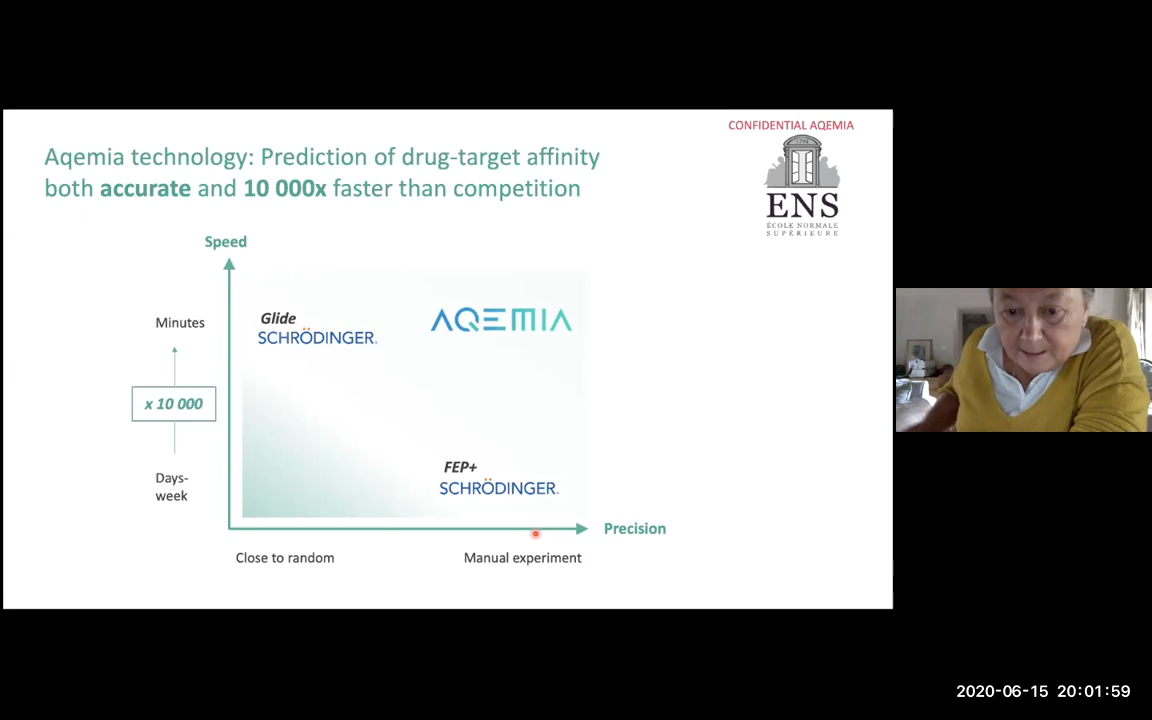 CONFIDENTIAL AQEMIA
Aqemia technology: Prediction of drug-target affinity
both accurate and 10 000x faster than competition
ENS
ÉCOLE NORMALE
SUPÉRIEURE
Speed
Minutes
Glide
SCHRÖDINGER.
AQEMIA
x 10 000
Days-
week
FEP+
SCHRÖDINGER.
Precision
Close to random
Manual experiment
2020-06-15 20:01:59